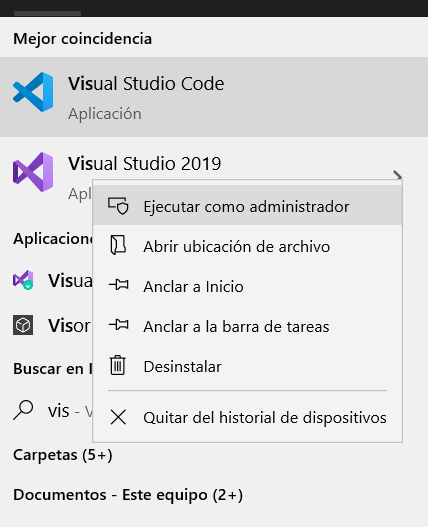 Mejor coincidencia
Visual Studio Code
Aplicación
Visual Studio 2019
Apl
Ejecutar como administrador
Aplicacione
Abrir ubicación de archivo
Visua
Anclar a Inicio
Visor
Anclar a la barra de tareas
Buscar en I
Desinstalar
vis - V
Quitar del historial de dispositivos
Carpetas (5+)
Documentos - Este equipo (2+)